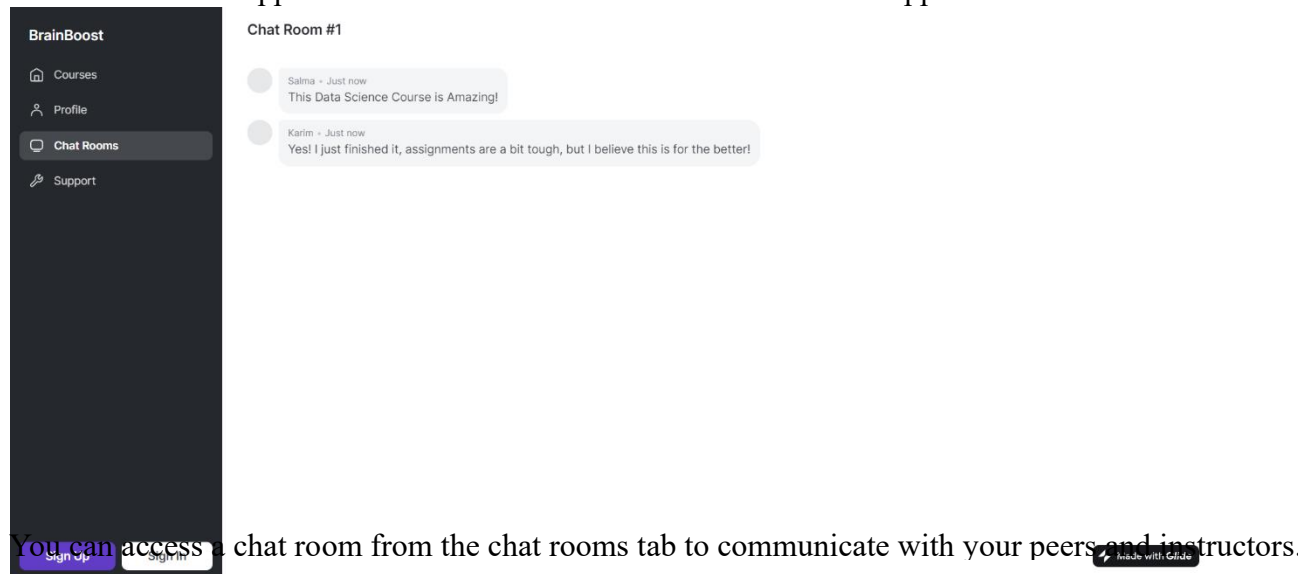 BrainBoost
Courses
Profile
Chat Rooms
Support
Sign Up
Sign In
Chat Room #1
Salma • Just now
This Data Science Course is Amazing!
Karim • Just now
Yes! I just finished it, assignments are a bit tough, but I believe this is for the better!
You can access a chat room from the chat rooms tab to communicate with your peers and instructors.
Made with Glide